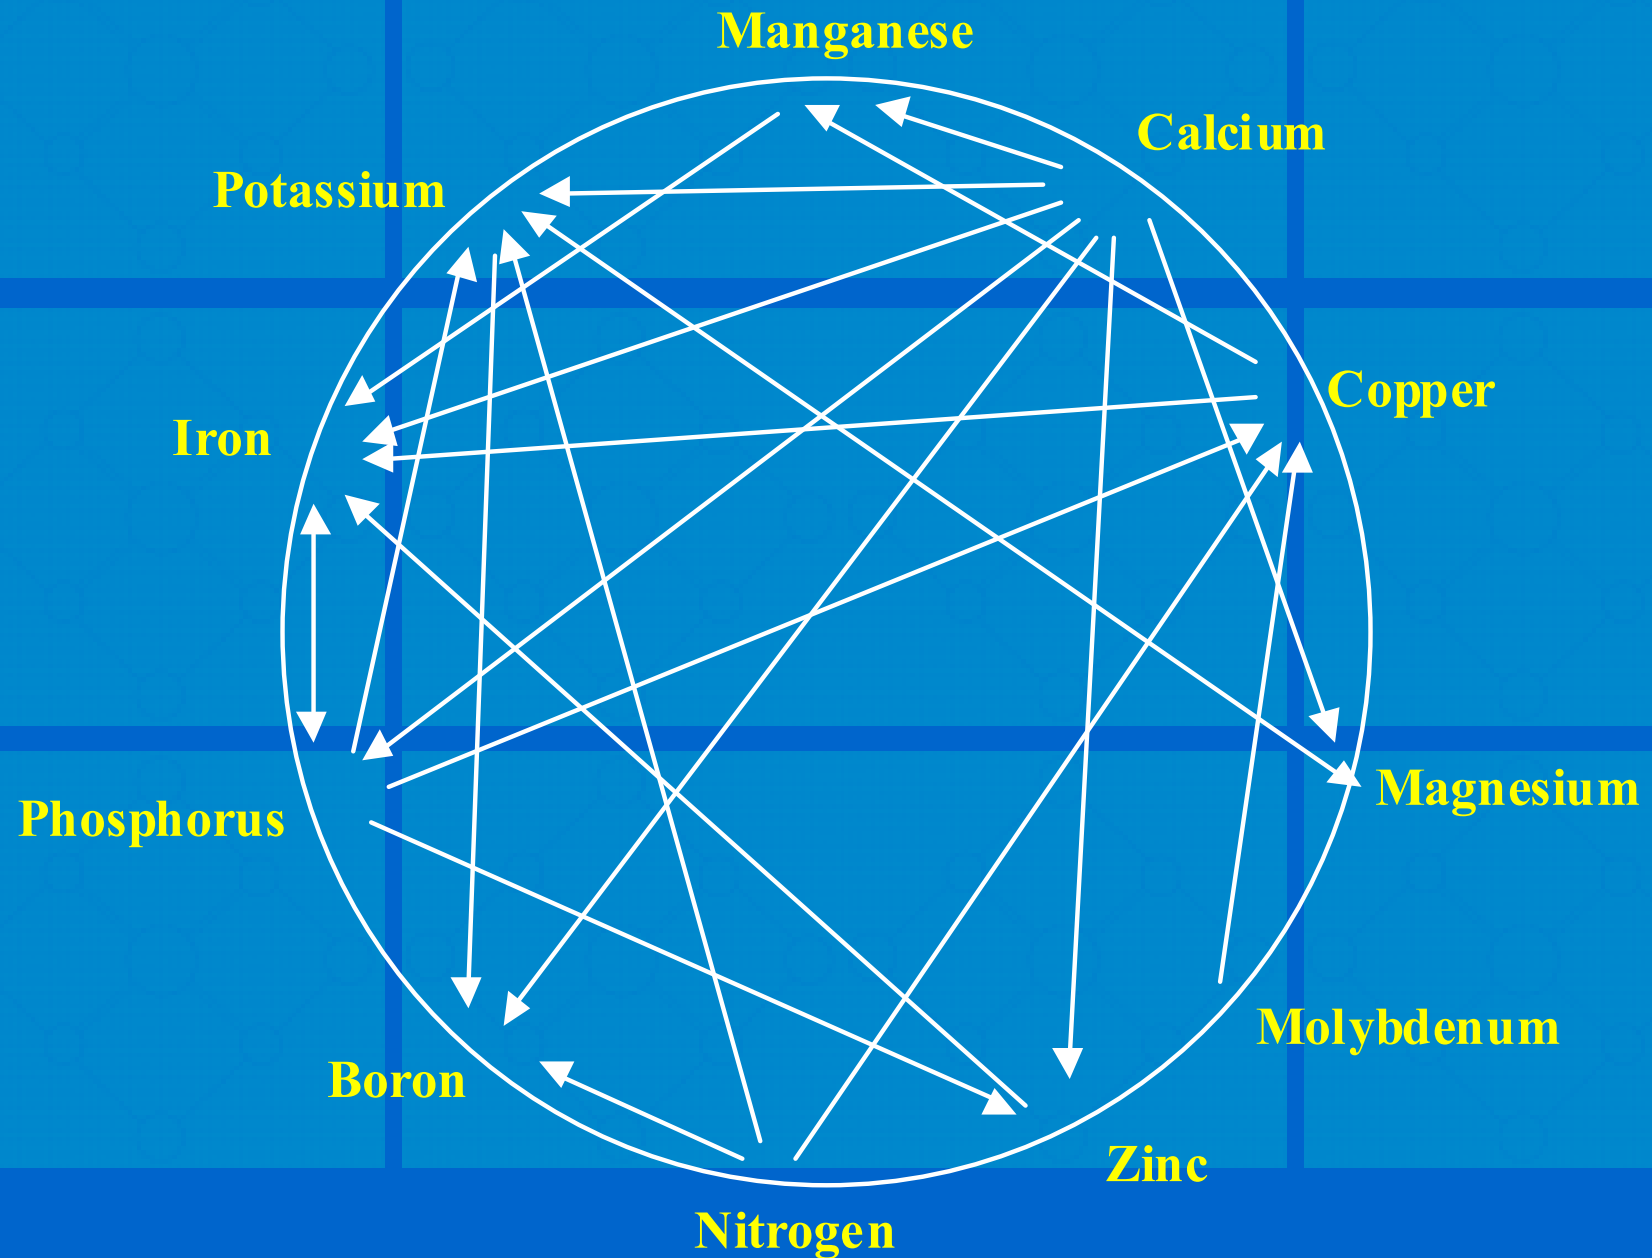 Manganese
Calcium
Potassium
Copper
Iron
Magnesium
Phosphorus
Molybdenum
Boron
Zinc
Nitrogen